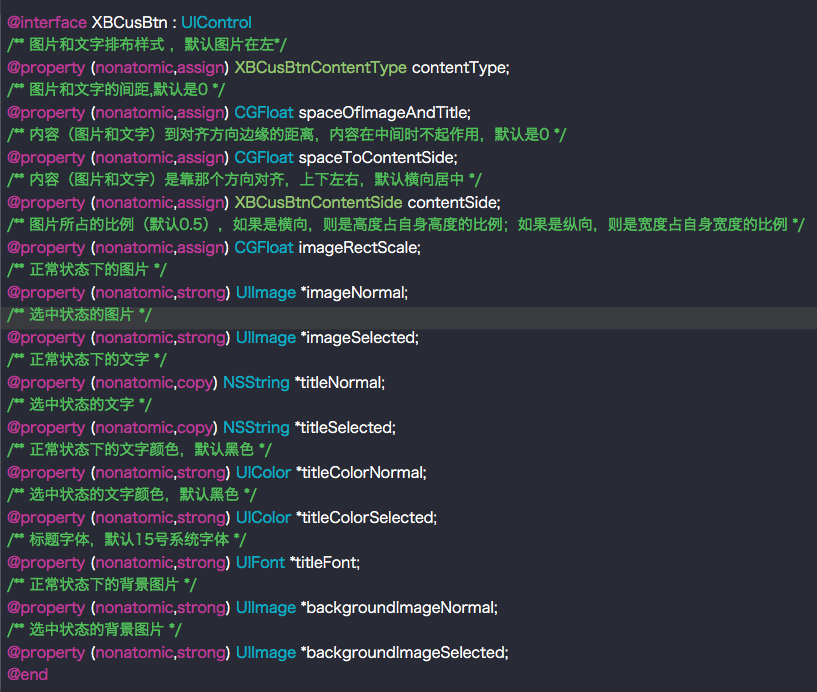 @interface XBCusBtn : UIControl
/** 图片和文字排布样式 ，默认图片在左*/
@property (nonatomic,assign) XBCusBtnContentType contentType;
/** 图片和文字的间距,默认是0 */
@property (nonatomic,assign) CGFloat spaceOfImageAndTitle;
/** 内容（图片和文字）到对齐方向边缘的距离，内容在中间时不起作用，默认是0 */
@property (nonatomic,assign) CGFloat spaceToContentSide;
/** 内容（图片和文字）是靠那个方向对齐，上下左右，默认横向居中 */
@property (nonatomic,assign) XBCusBtnContentSide contentSide;
/** 图片所占的比例（默认0.5），如果是横向，则是高度占自身高度的比例；如果是纵向，则是宽度占自身宽度的比例 */
@property (nonatomic,assign) CGFloat imageRectScale;
/** 正常状态下的图片 */
@property (nonatomic,strong) UIImage *imageNormal;
/** 选中状态的图片 */
@property (nonatomic,strong) UIImage *imageSelected;
/** 正常状态下的文字 */
@property (nonatomic,copy) NSString *titleNormal;
/** 选中状态的文字 */
@property (nonatomic,copy) NSString *titleSelected;
/** 正常状态下的文字颜色，默认黑色 */
@property (nonatomic,strong) UIColor *titleColorNormal;
/** 选中状态的文字颜色，默认黑色 */
@property (nonatomic,strong) UIColor *titleColorSelected;
/** 标题字体，默认15号系统字体 */
@property (nonatomic,strong) UIFont *titleFont;
/** 正常状态下的背景图片 */
@property (nonatomic,strong) UIImage *backgroundImageNormal;
/** 选中状态的背景图片 */
@property (nonatomic,strong) UIImage *backgroundImageSelected;
@end